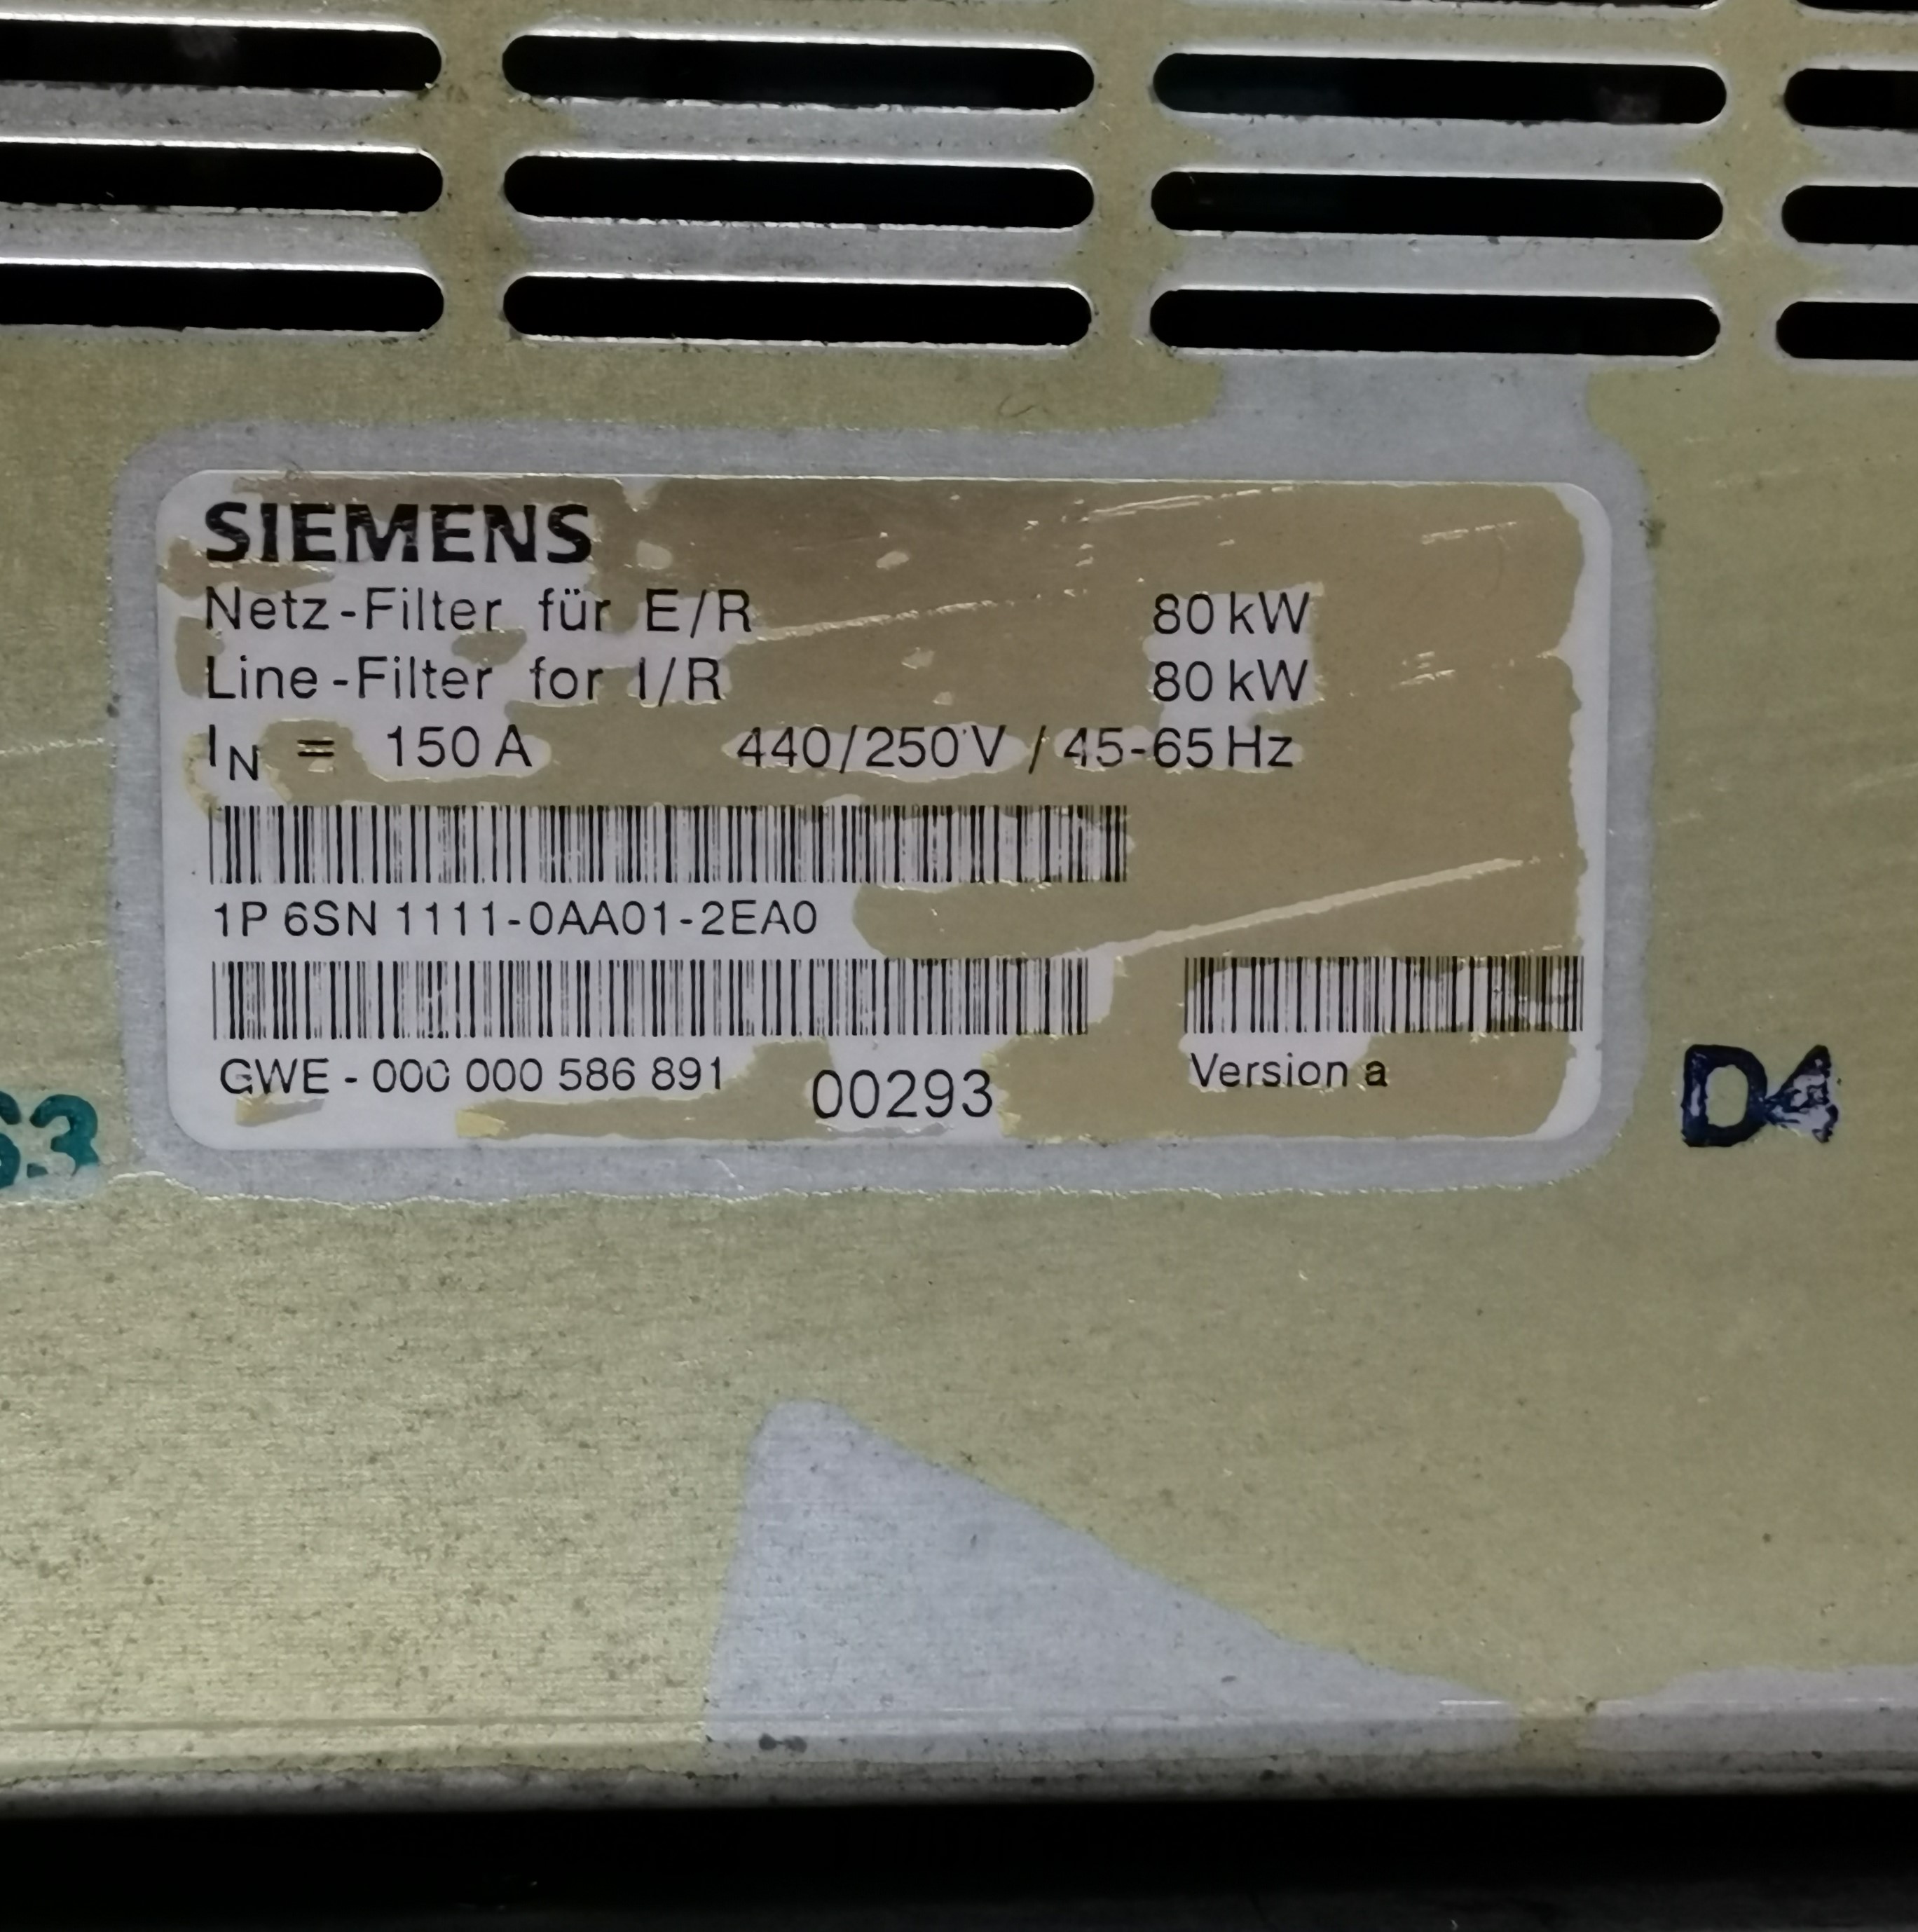 SIEMENS
Netz-Filter für E/R 80 kW
Line-Filter for I/R 80 kW
IN = 150 A 440/250 V / 45-65 Hz
1P 6SN 1111-0AA01-2EA0
GWE - 000 000 586 891 00293 Version a
63 D4